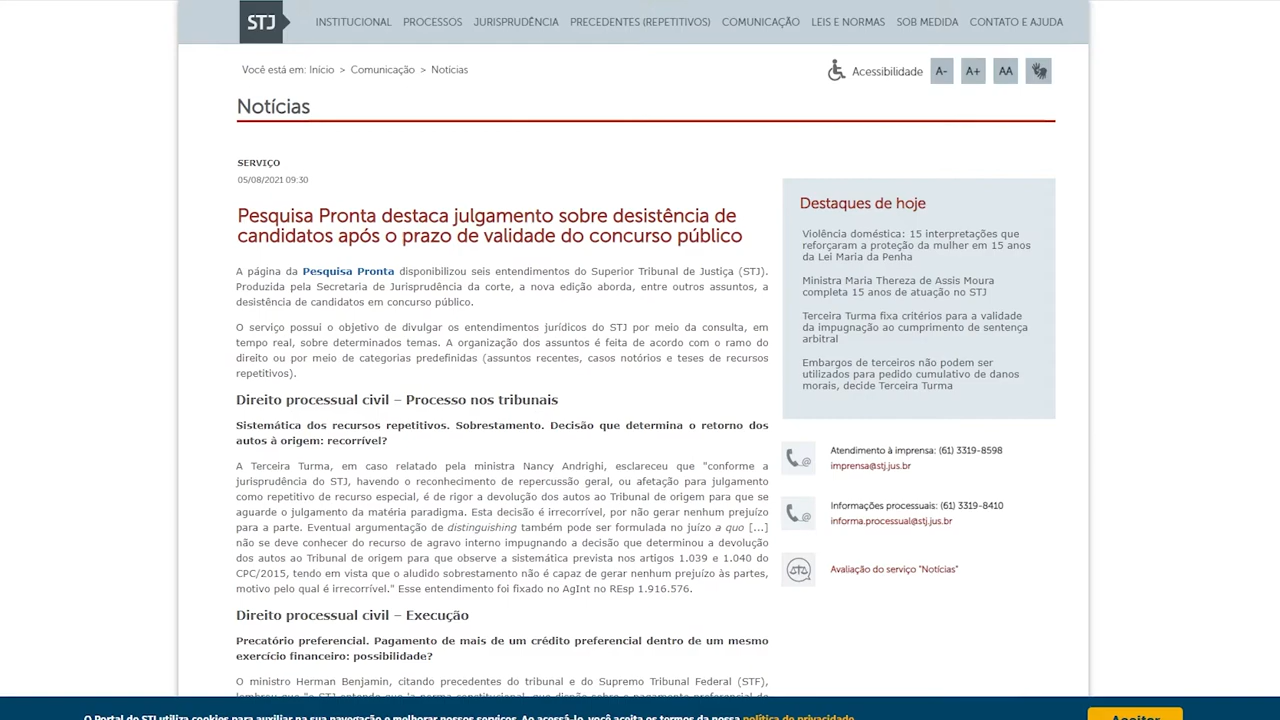 STJ
INSTITUCIONAL PROCESSOS JURISPRUDÊNCIA PRECEDENTES (REPETITIVOS) COMUNICAÇÃO LEIS E NORMAS SOB MEDIDA CONTATO E AJUDA
Você está em: Início > Comunicação > Notícias
Acessibilidade A- A+ AA
Notícias
SERVIÇO
05/08/2021 09:30
Pesquisa Pronta destaca julgamento sobre desistência de
candidatos após o prazo de validade do concurso público
A página da Pesquisa Pronta disponibilizou seis entendimentos do Superior Tribunal de Justiça (STJ).
Produzida pela Secretaria de Jurisprudência da corte, a nova edição aborda, entre outros assuntos, a
desistência de candidatos em concurso público.
O serviço possui o objetivo de divulgar os entendimentos jurídicos do STJ por meio da consulta, em
tempo real, sobre determinados temas. A organização dos assuntos é feita de acordo com o ramo do
direito ou por meio de categorias predefinidas (assuntos recentes, casos notórios e teses de recursos
repetitivos).
Direito processual civil – Processo nos tribunais
Sistemática dos recursos repetitivos. Sobrestamento. Decisão que determina o retorno dos
autos à origem: recorrível?
A Terceira Turma, em caso relatado pela ministra Nancy Andrighi, esclareceu que "conforme a
jurisprudência do STJ, havendo o reconhecimento de repercussão geral, ou afetação para julgamento
como repetitivo de recurso especial, é de rigor a devolução dos autos ao Tribunal de origem para que se
aguarde o julgamento da matéria paradigma. Esta decisão é irrecorrível, por não gerar nenhum prejuízo
para a parte. Eventual argumentação de distinguishing também pode ser formulada no juízo a quo [...]
não se deve conhecer do recurso de agravo interno impugnando a decisão que determinou a devolução
dos autos ao Tribunal de origem para que observe a sistemática prevista nos artigos 1.039 e 1.040 do
CPC/2015, tendo em vista que o aludido sobrestamento não é capaz de gerar nenhum prejuízo às partes,
motivo pelo qual é irrecorrível." Esse entendimento foi fixado no AgInt no REsp 1.916.576.
Direito processual civil – Execução
Precatório preferencial. Pagamento de mais de um crédito preferencial dentro de um mesmo
exercício financeiro: possibilidade?
O ministro Herman Benjamin, citando precedentes do tribunal e do Supremo Tribunal Federal (STF),
lembrou que "o STJ entende que 'a norma constitucional, que dispõe sobre o pagamento preferencial de
Destaques de hoje
Violência doméstica: 15 interpretações que
reforçaram a proteção da mulher em 15 anos
da Lei Maria da Penha
Ministra Maria Thereza de Assis Moura
completa 15 anos de atuação no STJ
Terceira Turma fixa critérios para a validade
da impugnação ao cumprimento de sentença
arbitral
Embargos de terceiros não podem ser
utilizados para pedido cumulativo de danos
morais, decide Terceira Turma
Atendimento à imprensa: (61) 3319-8598
imprensa@stj.jus.br
Informações processuais: (61) 3319-8410
informa.processual@stj.jus.br
Avaliação do serviço "Notícias"
O Portal do STJ utiliza cookies para auxiliar na sua navegação e melhorar nossos serviços. Ao acessá-lo, você aceita os termos da nossa política de privacidade.
Aceitar